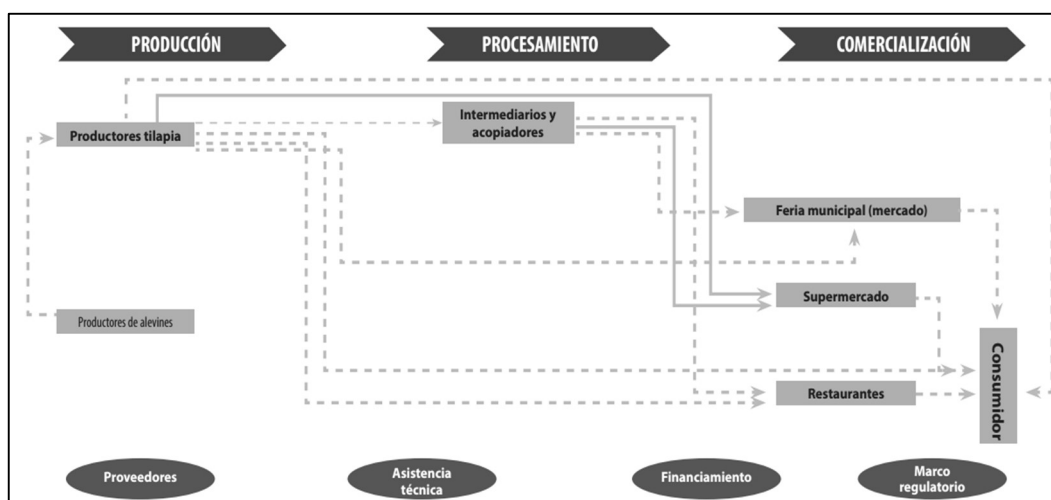 PRODUCCIÓN
PROCESAMIENTO
COMERCIALIZACIÓN
Productores tilapia
Intermediarios y
acopiadores
Feria municipal (mercado)
Supermercado
Productores de alevines
Restaurantes
Consumidor
Proveedores
Asistencia
técnica
Financiamiento
Marco
regulatorio